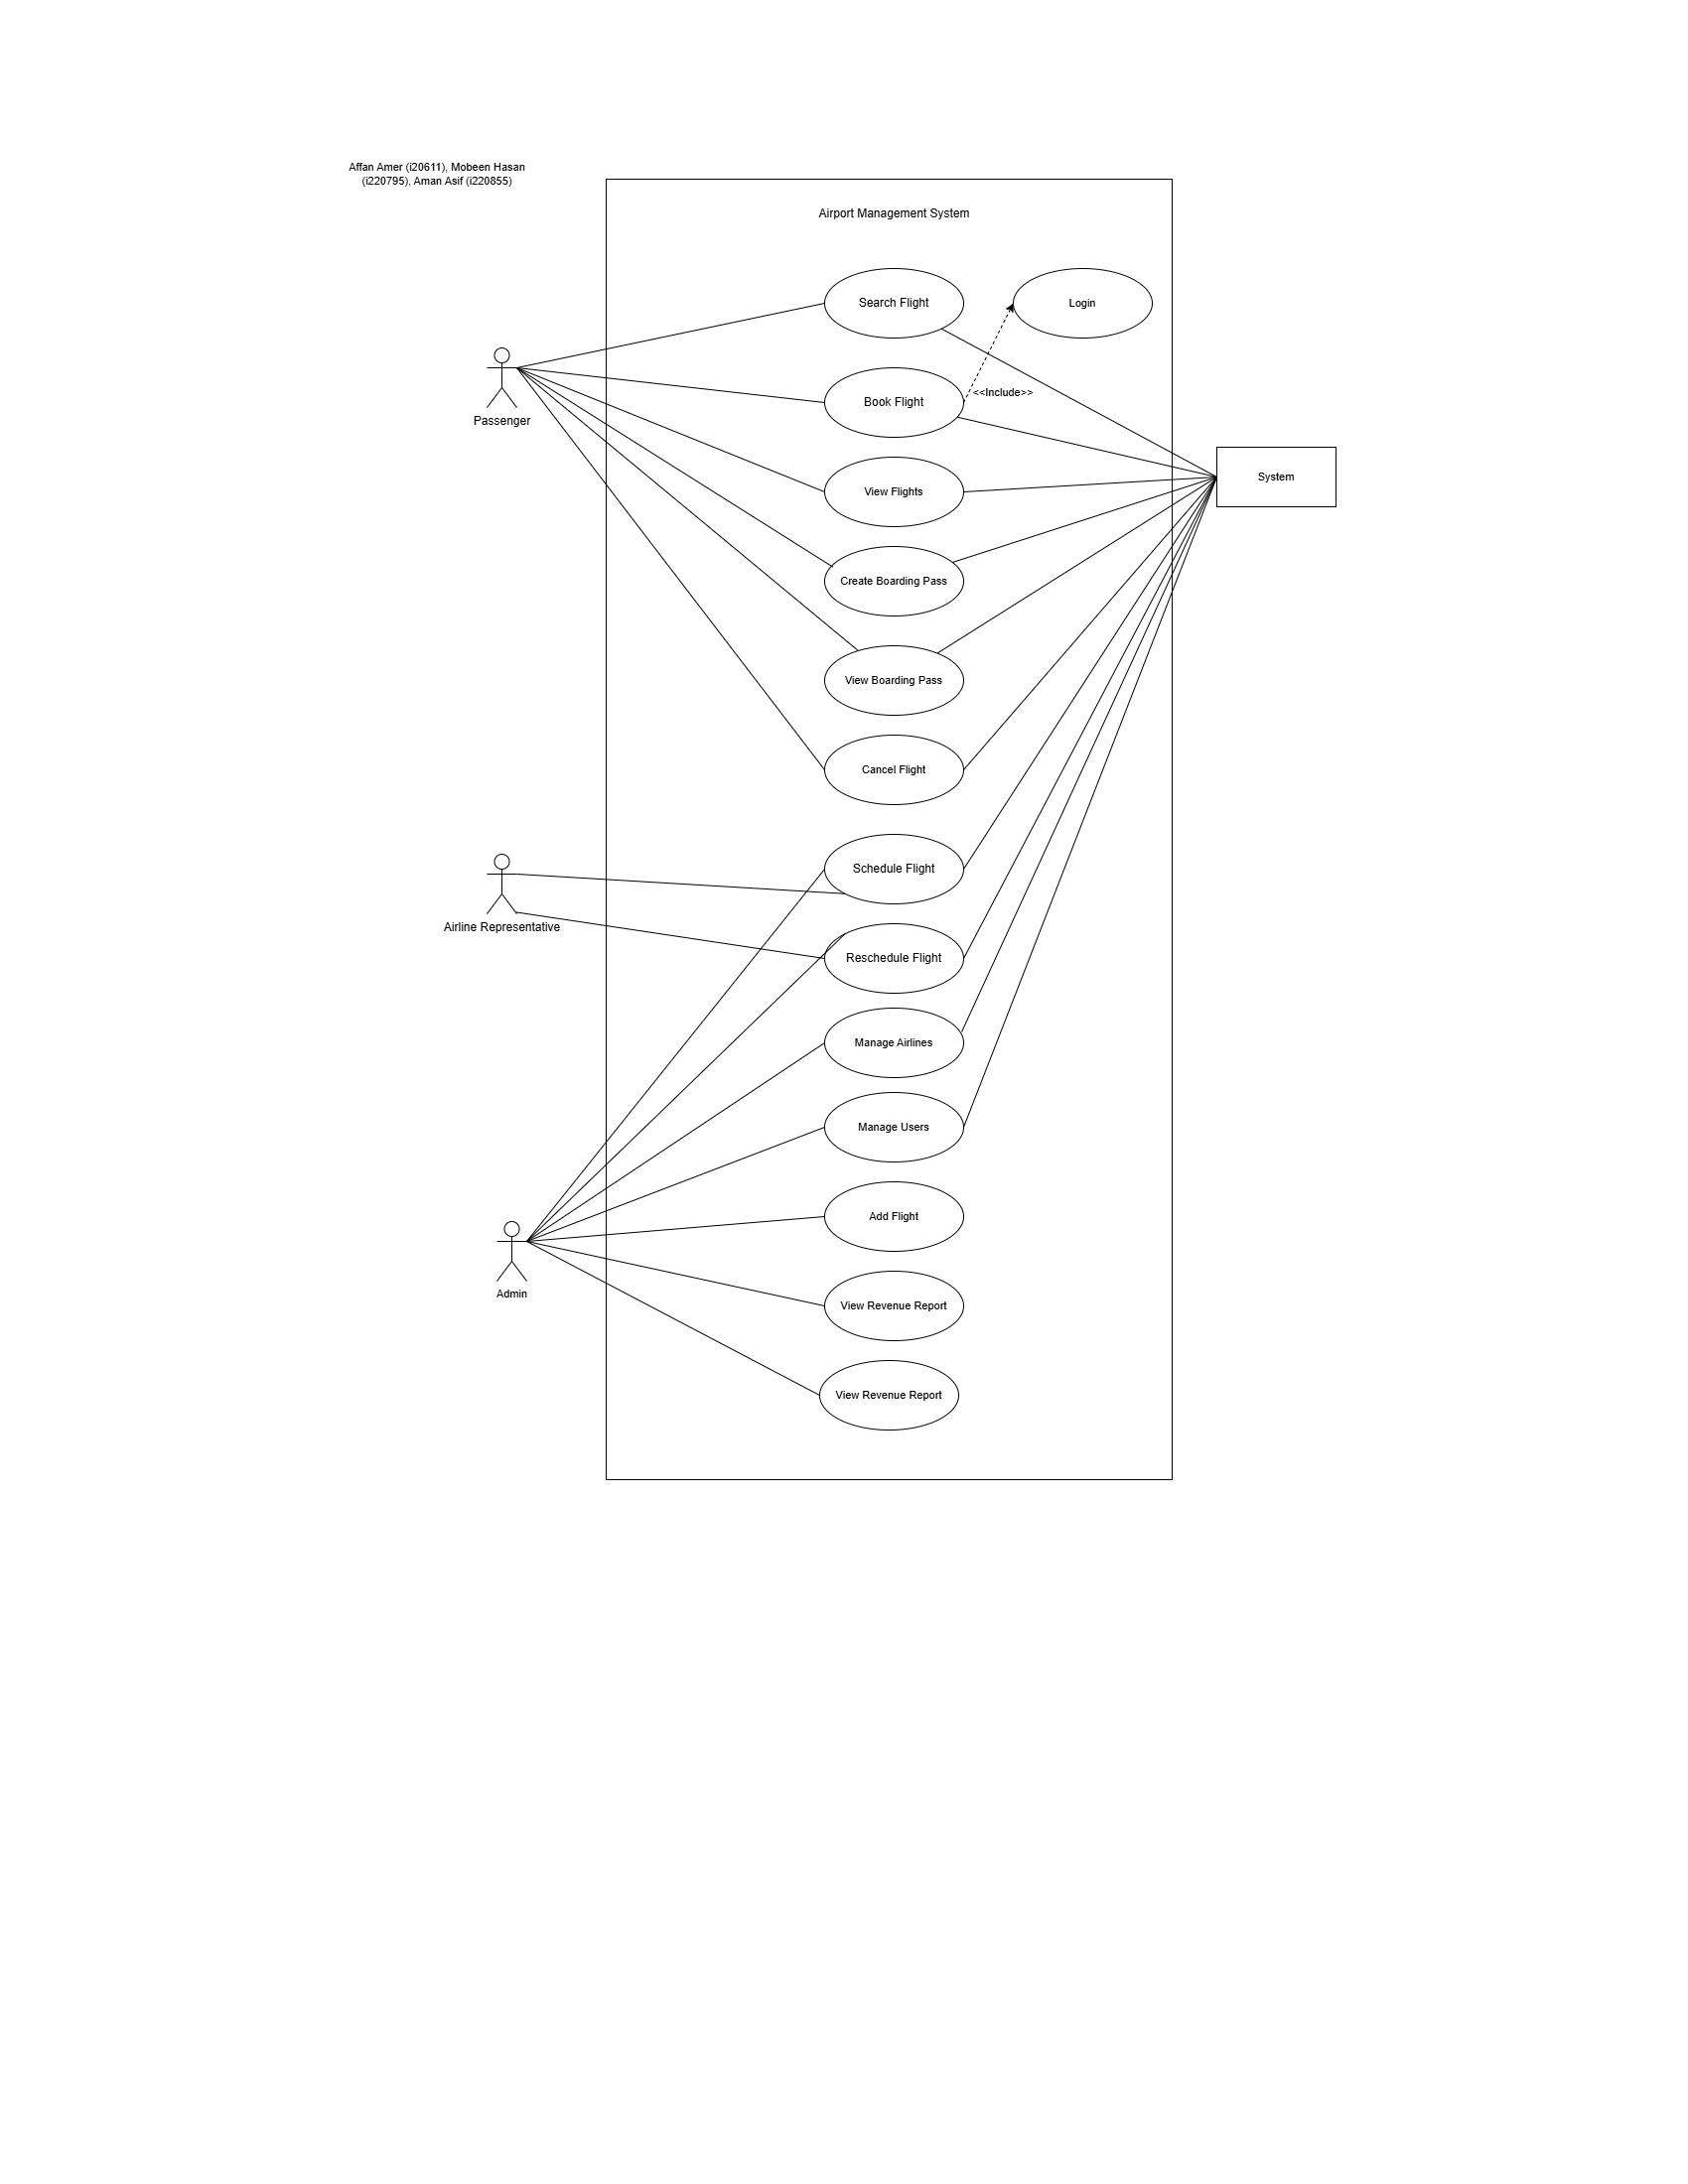 Affan Amer (i20611), Mobeen Hasan
(i220795), Aman Asif (i220855)
Airport Management System
Search Flight
Login
Book Flight
<<Include>>
Passenger
System
View Flights
Create Boarding Pass
View Boarding Pass
Cancel Flight
Schedule Flight
Airline Representative
Reschedule Flight
Manage Airlines
Manage Users
Add Flight
Admin
View Revenue Report
View Revenue Report